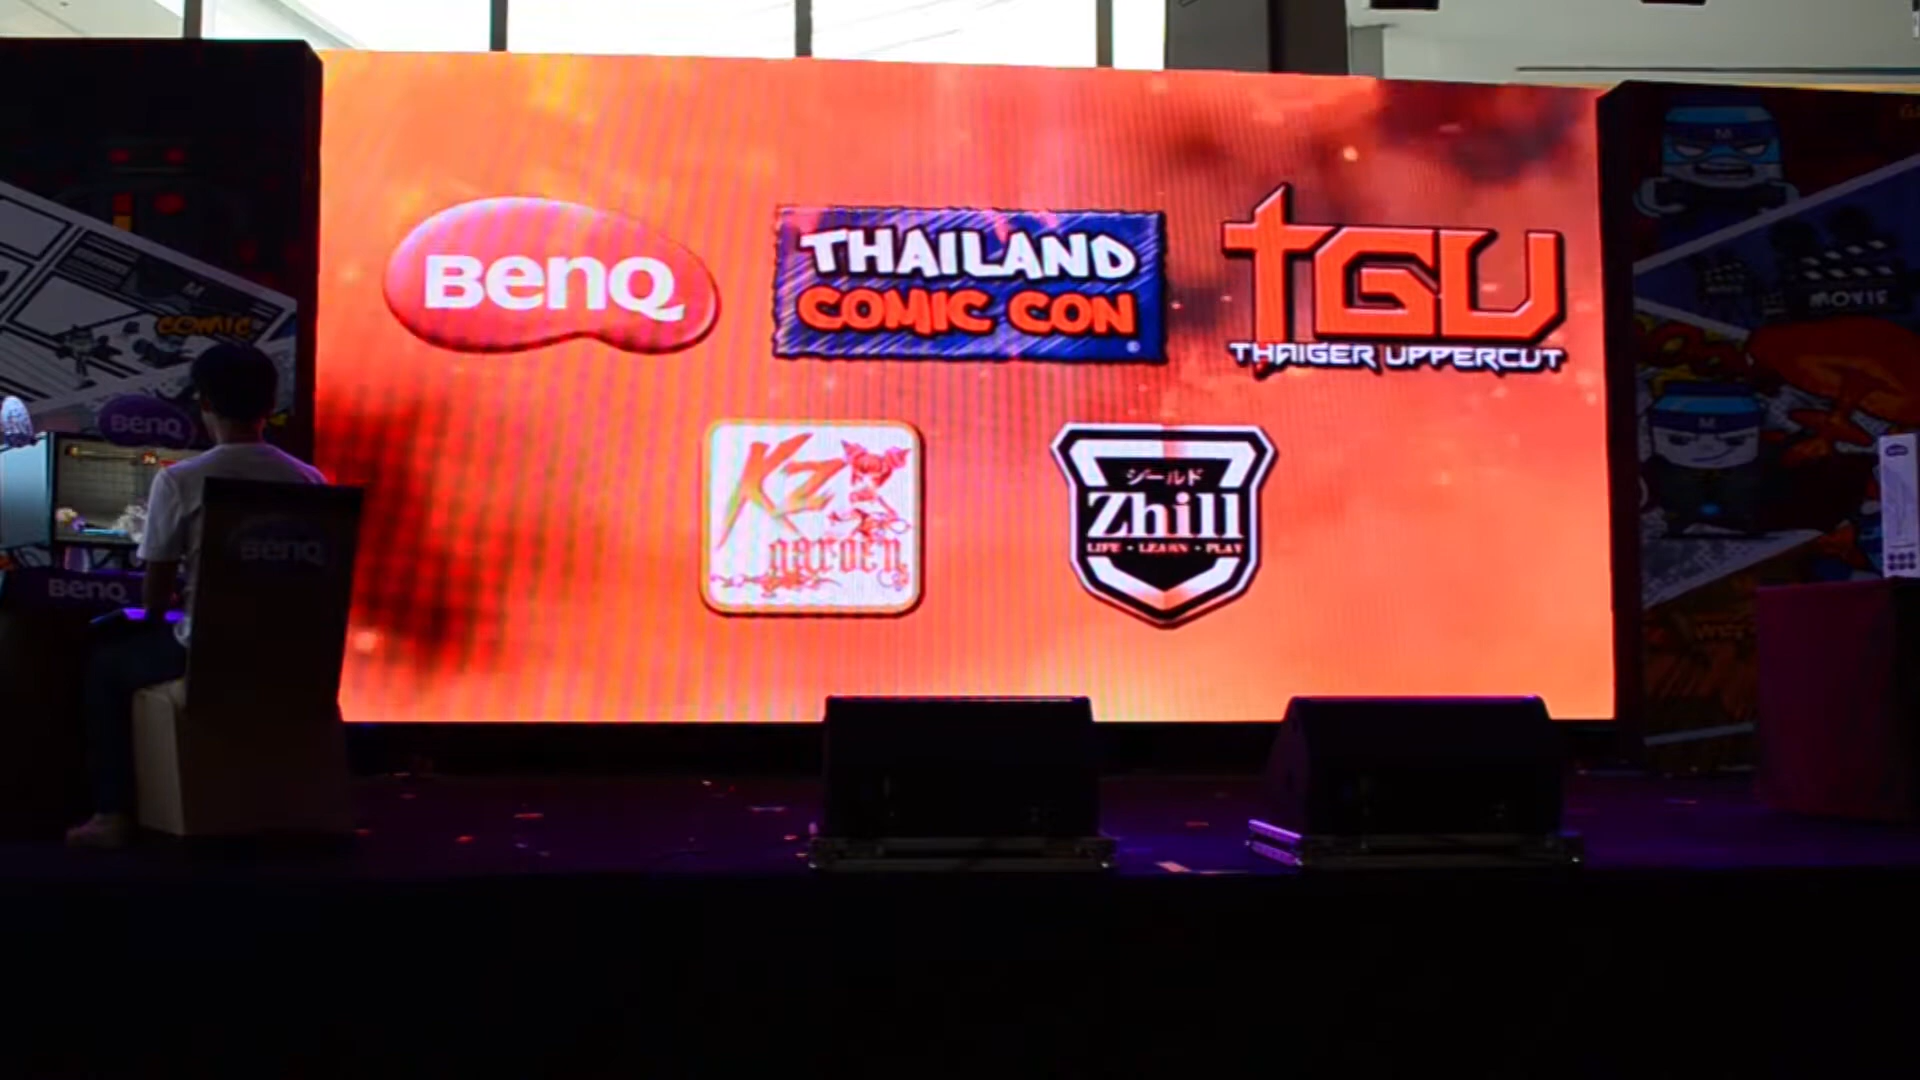 BenQ
THAILAND
COMIC CON
TGU
THAIGER UPPERCUT
KZ
garden
ジールド
Zhill
LIFE • LEARN • PLAY
COMIC
BenQ
BenQ
BenQ
M
MOVIE
M